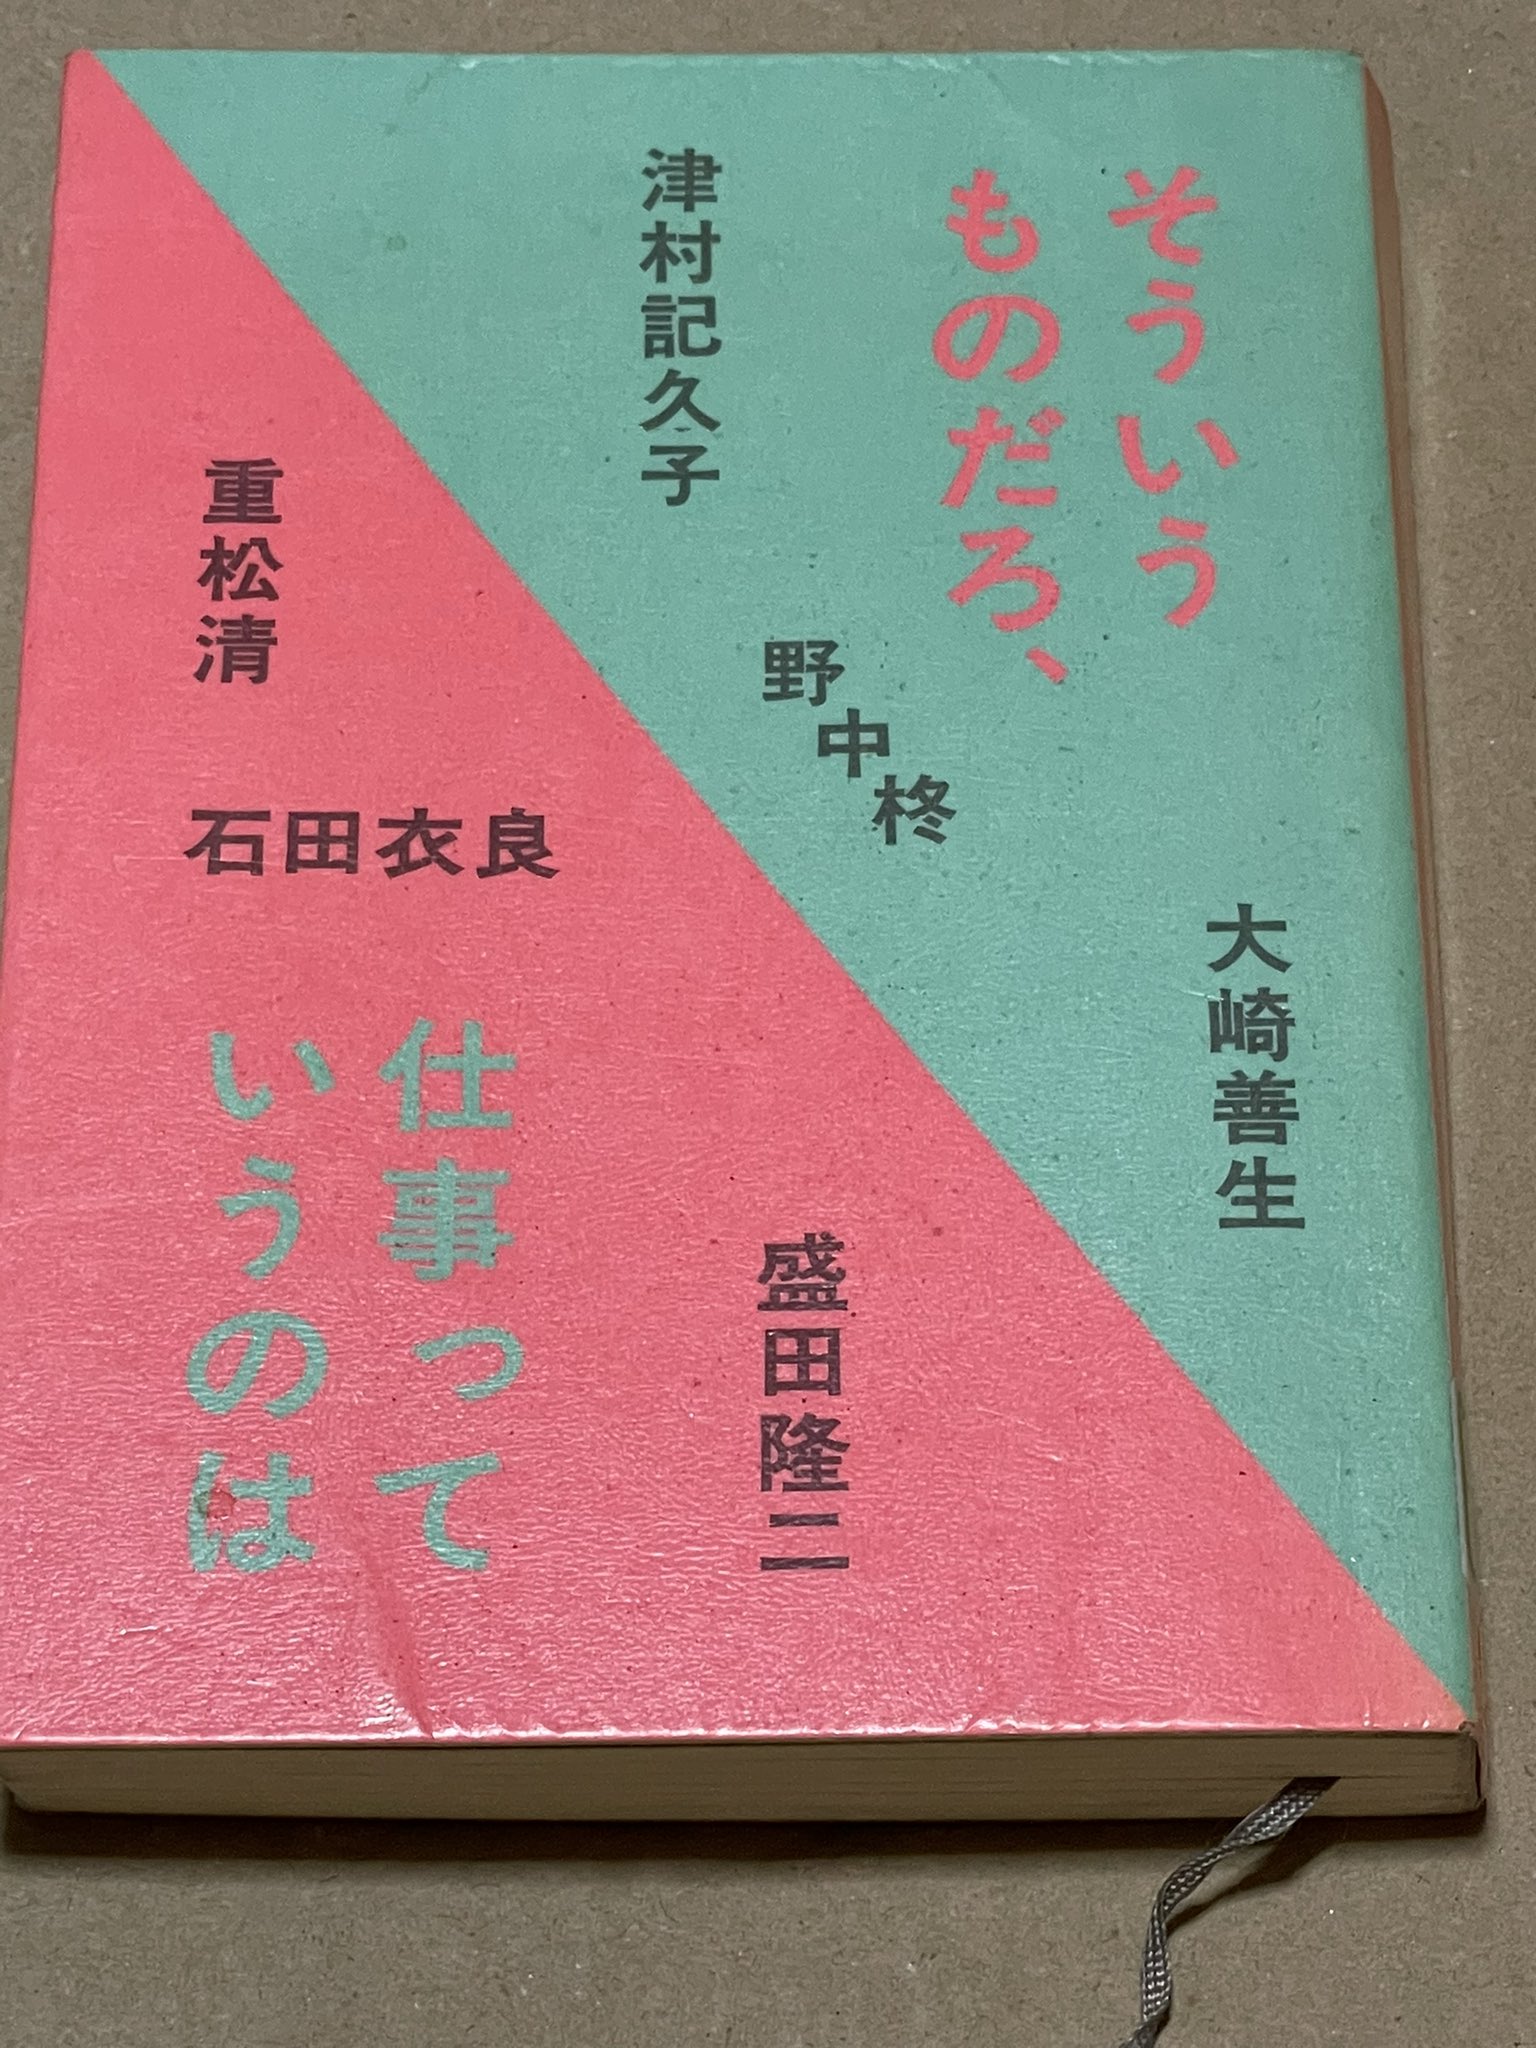 そういう
ものだろ、
津村記久子
野中柊
大崎善生
重松清
石田衣良
盛田隆二
仕事って
いうのは